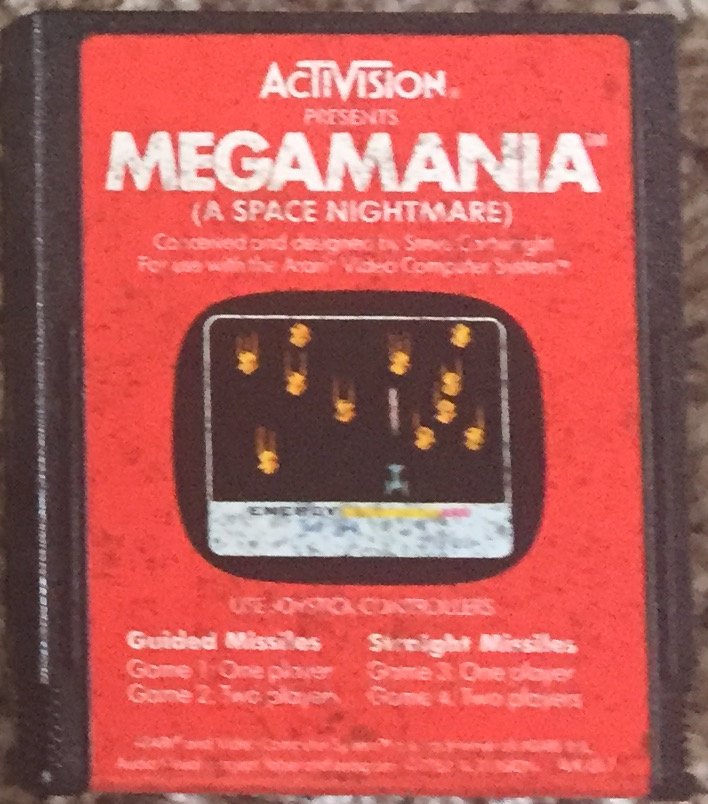 ACTIVISION
PRESENTS
MEGAMANIA™
(A SPACE NIGHTMARE)
Conceived and designed by Steve Cartwright
For use with the Atari® Video Computer System™
ENERGY
USE JOYSTICK CONTROLLERS
Guided Missiles
Game 1: One player
Game 2: Two players
Straight Missiles
Game 3: One player
Game 4: Two players